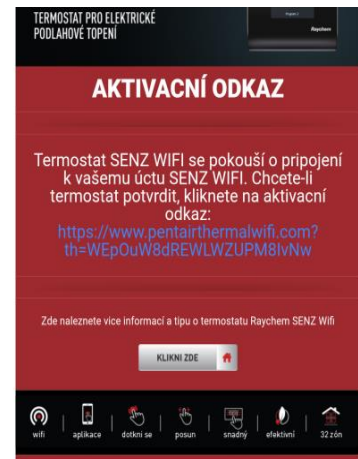 TERMOSTAT PRO ELEKTRICKÉ
PODLAHOVÉ TOPENÍ
Raychem
AKTIVACNÍ ODKAZ
Termostat SENZ WIFI se pokouší o pripojení
k vašemu úctu SENZ WIFI. Chcete-li
termostat potvrdit, kliknete na aktivacní
odkaz:
https://www.pentairthermalwifi.com?
th=WEpOuW8dREWLWZUPM8IvNw
Zde naleznete vice informací a tipu o termostatu Raychem SENZ Wifi
KLIKNI ZDE
wifi | aplikace | dotkni se | posun | snadný | efektivní | 32 zón